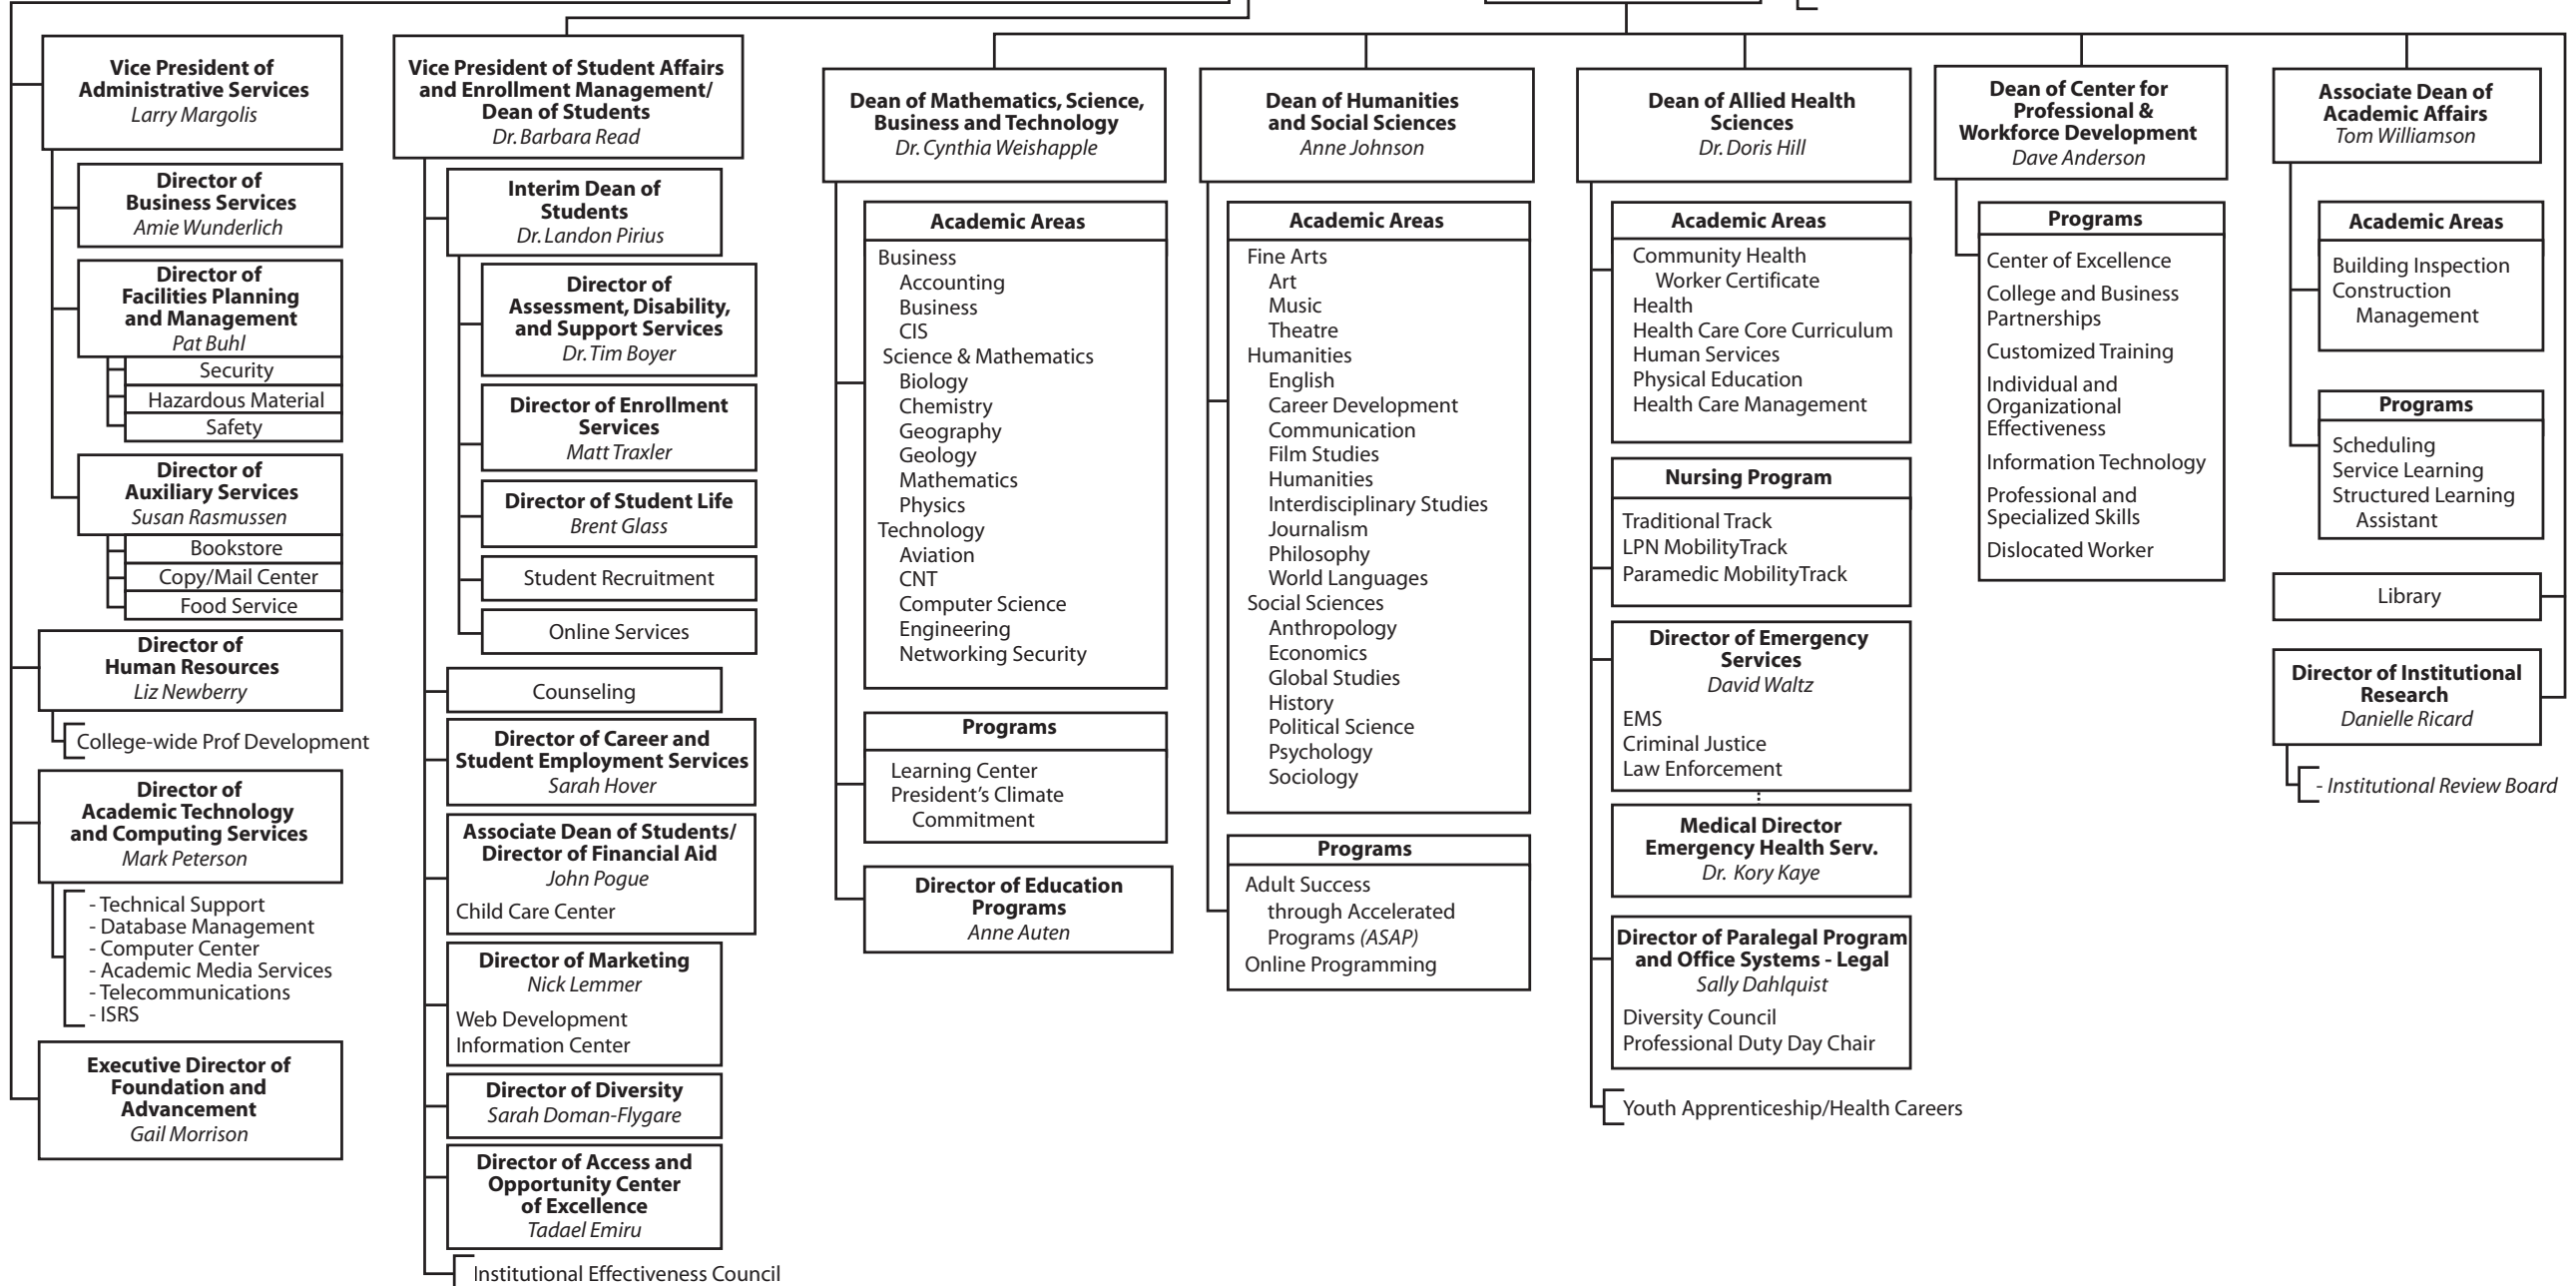 Vice President of
Administrative Services
Larry Margolis
Director of
Business Services
Amie Wunderlich
Director of
Facilities Planning
and Management
Pat Buhl
Security
Hazardous Material
Safety
Director of
Auxiliary Services
Susan Rasmussen
Bookstore
Copy/Mail Center
Food Service
Director of
Human Resources
Liz Newberry
College-wide Prof Development
Director of
Academic Technology
and Computing Services
Mark Peterson
- Technical Support
- Database Management
- Computer Center
- Academic Media Services
- Telecommunications
- ISRS
Executive Director of
Foundation and
Advancement
Gail Morrison
Vice President of Student Affairs
and Enrollment Management/
Dean of Students
Dr. Barbara Read
Interim Dean of
Students
Dr. Landon Pirius
Director of
Assessment, Disability,
and Support Services
Dr. Tim Boyer
Director of Enrollment
Services
Matt Traxler
Director of Student Life
Brent Glass
Student Recruitment
Online Services
Counseling
Director of Career and
Student Employment Services
Sarah Hover
Associate Dean of Students/
Director of Financial Aid
John Pogue
Child Care Center
Director of Marketing
Nick Lemmer
Web Development
Information Center
Director of Diversity
Sarah Doman-Flygare
Director of Access and
Opportunity Center
of Excellence
Tadael Emiru
Institutional Effectiveness Council
Dean of Mathematics, Science,
Business and Technology
Dr. Cynthia Weishapple
Academic Areas
Business
Accounting
Business
CIS
Science & Mathematics
Biology
Chemistry
Geography
Geology
Mathematics
Physics
Technology
Aviation
CNT
Computer Science
Engineering
Networking Security
Programs
Learning Center
President's Climate
Commitment
Director of Education
Programs
Anne Auten
Dean of Humanities
and Social Sciences
Anne Johnson
Academic Areas
Fine Arts
Art
Music
Theatre
Humanities
English
Career Development
Communication
Film Studies
Humanities
Interdisciplinary Studies
Journalism
Philosophy
World Languages
Social Sciences
Anthropology
Economics
Global Studies
History
Political Science
Psychology
Sociology
Programs
Adult Success
through Accelerated
Programs (ASAP)
Online Programming
Dean of Allied Health
Sciences
Dr. Doris Hill
Academic Areas
Community Health
Worker Certificate
Health
Health Care Core Curriculum
Human Services
Physical Education
Health Care Management
Nursing Program
Traditional Track
LPN MobilityTrack
Paramedic MobilityTrack
Director of Emergency
Services
David Waltz
EMS
Criminal Justice
Law Enforcement
Medical Director
Emergency Health Serv.
Dr. Kory Kaye
Director of Paralegal Program
and Office Systems - Legal
Sally Dahlquist
Diversity Council
Professional Duty Day Chair
Youth Apprenticeship/Health Careers
Dean of Center for
Professional &
Workforce Development
Dave Anderson
Programs
Center of Excellence
College and Business
Partnerships
Customized Training
Individual and
Organizational
Effectiveness
Information Technology
Professional and
Specialized Skills
Dislocated Worker
Associate Dean of
Academic Affairs
Tom Williamson
Academic Areas
Building Inspection
Construction
Management
Programs
Scheduling
Service Learning
Structured Learning
Assistant
Library
Director of Institutional
Research
Danielle Ricard
- Institutional Review Board